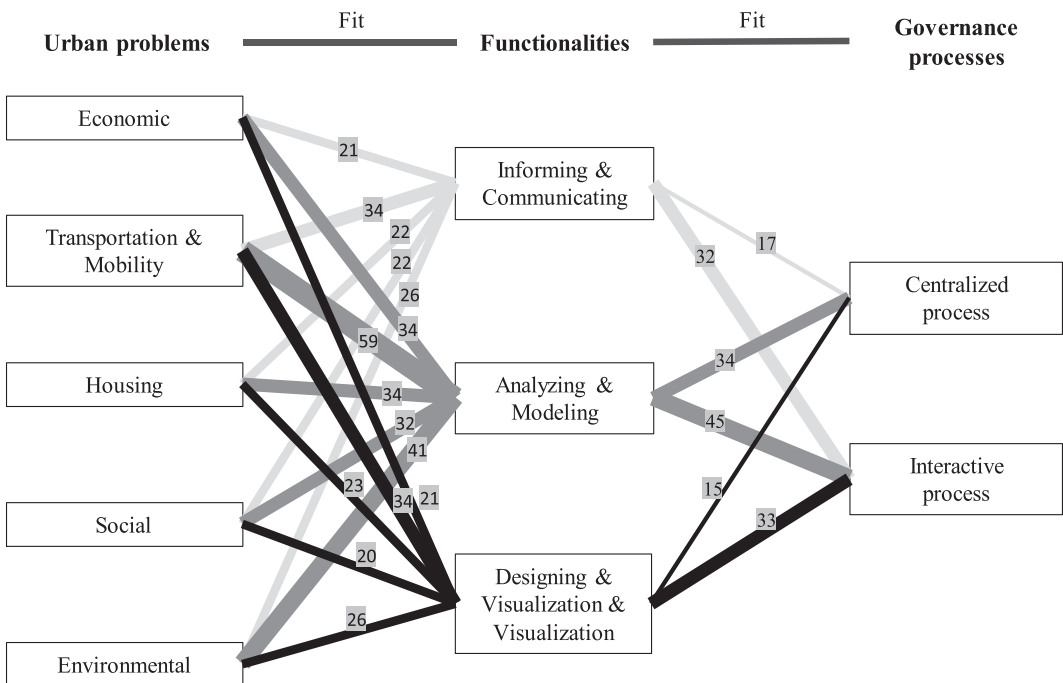 Urban problems
Fit
Functionalities
Fit
Governance
processes
Economic
Transportation &
Mobility
Housing
Social
Environmental
Informing &
Communicating
Analyzing &
Modeling
Designing &
Visualization &
Visualization
Centralized
process
Interactive
process
21
34
22
22
26
34
59
34
32
41
23
34
21
20
26
17
32
34
45
15
33